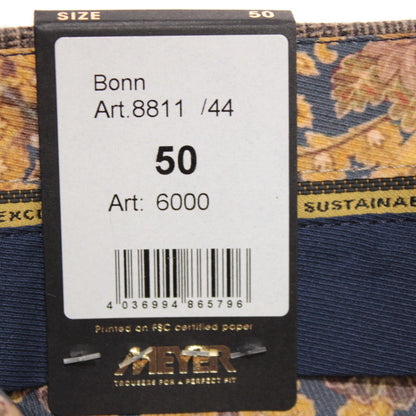 SIZE 50
Bonn
Art.8811 /44
50
Art: 6000
4 036994 865796
Printed on FSC certified paper
MEYER
TROUSERS FOR A PERFECT FIT
SUSTAINAB